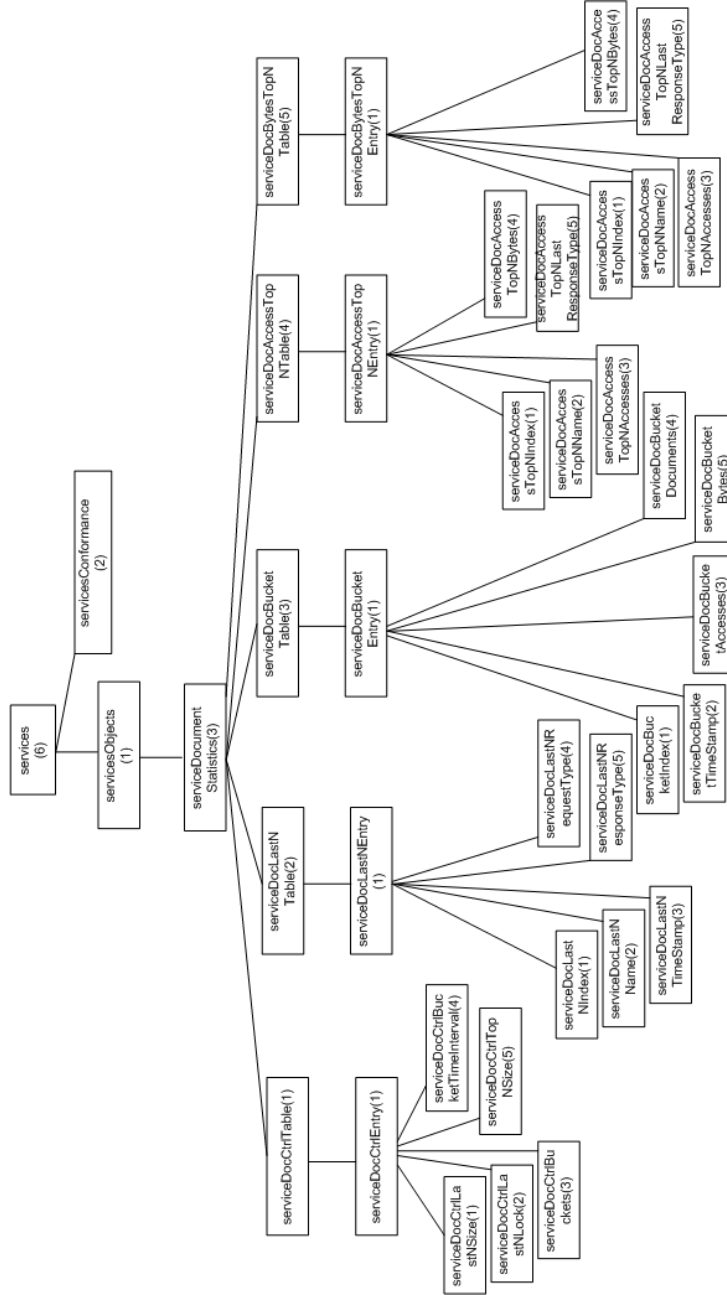 services
(6)
servicesConformance
(2)
servicesObjects
(1)
serviceDocument
Statistics(3)
serviceDocCtrlTable(1)
serviceDocLastN
Table(2)
serviceDocBucket
Table(3)
serviceDocAccessTop
NTable(4)
serviceDocBytesTopN
Table(5)
serviceDocCtrlEntry(1)
serviceDocLastNEntry
(1)
serviceDocBucket
Entry(1)
serviceDocAccessTop
NEntry(1)
serviceDocBytesTopN
Entry(1)
serviceDocCtrlLa
stNSize(1)
serviceDocCtrlLa
stNLock(2)
serviceDocCtrlBu
ckets(3)
serviceDocCtrlBuc
ketTimeInterval(4)
serviceDocCtrlTop
NSize(5)
serviceDocLast
NIndex(1)
serviceDocLastN
Name(2)
serviceDocLastN
TimeStamp(3)
serviceDocLastNR
equestType(4)
serviceDocLastNR
esponseType(5)
serviceDocBuc
ketIndex(1)
serviceDocBucke
tTimeStamp(2)
serviceDocBucke
tAccesses(3)
serviceDocBucket
Documents(4)
serviceDocBucket
Bytes(5)
serviceDocAcces
sTopNIndex(1)
serviceDocAcces
sTopNName(2)
serviceDocAccess
TopNAccesses(3)
serviceDocAccess
TopNBytes(4)
serviceDocAccess
TopNLast
ResponseType(5)
serviceDocAcces
sTopNIndex(1)
serviceDocAcces
sTopNName(2)
serviceDocAccess
TopNAccesses(3)
serviceDocAcce
ssTopNBytes(4)
serviceDocAccess
TopNLast
ResponseType(5)